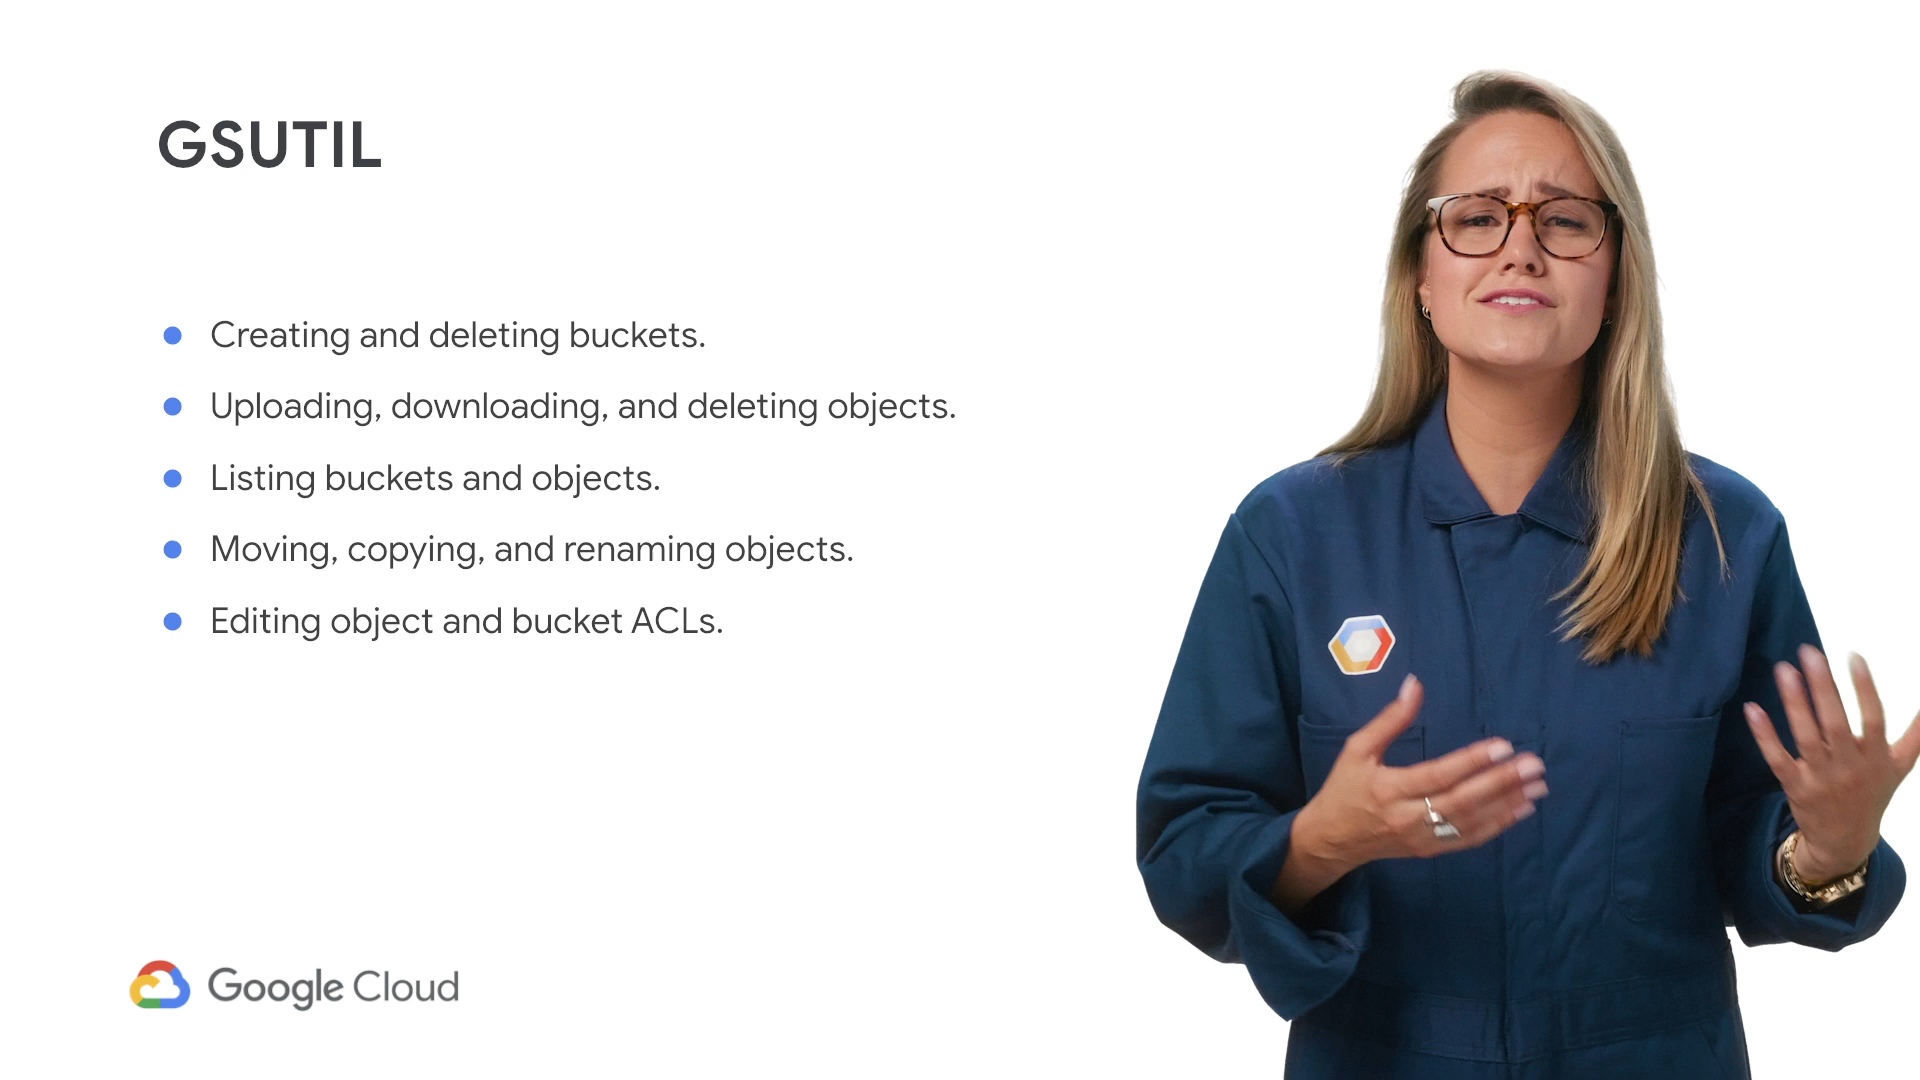 GSUTIL
Creating and deleting buckets.
Uploading, downloading, and deleting objects.
Listing buckets and objects.
Moving, copying, and renaming objects.
Editing object and bucket ACLs.
Google Cloud